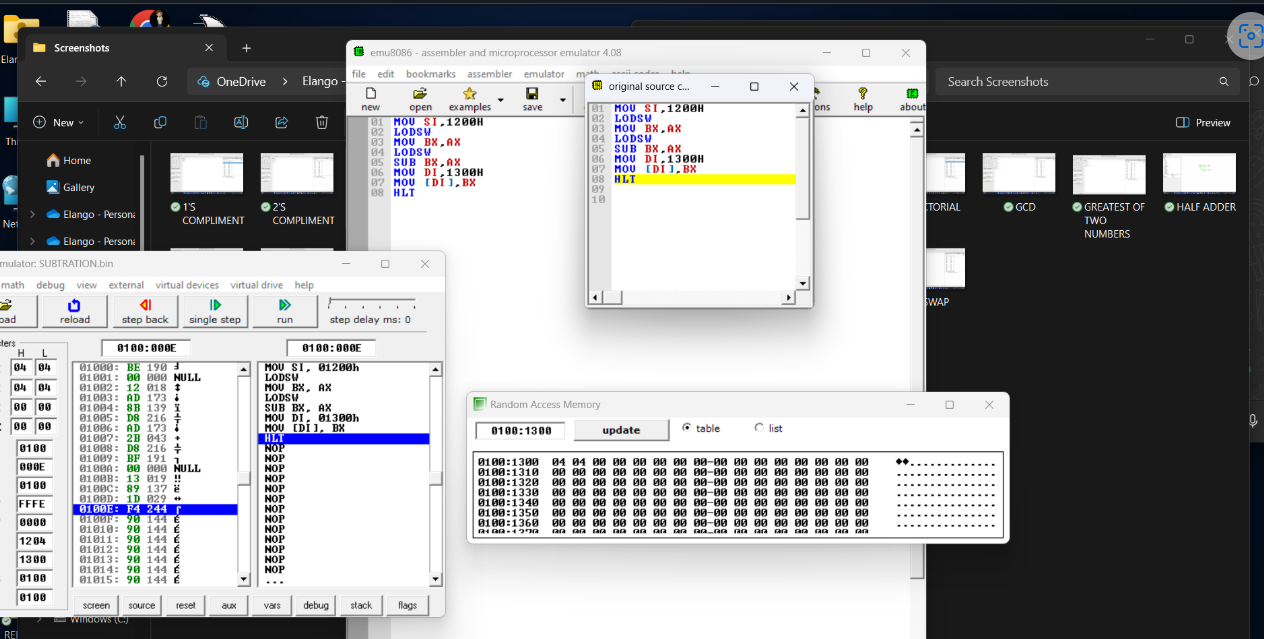 Screenshots
OneDrive
Elango -
Search Screenshots
New
Preview
Home
Gallery
Elango - Persona
Elango - Persona
1'S COMPLIMENT
2'S COMPLIMENT
GCD
GREATEST OF TWO NUMBERS
HALF ADDER
SWAP
Windows (C:)
emu8086 - assembler and microprocessor emulator 4.08
file edit bookmarks assembler emulator math ascii codes help
new open examples save help about
01 MOV SI,1200H
02 LODSW
03 MOV BX,AX
04 LODSW
05 SUB BX,AX
06 MOV DI,1300H
07 MOV [DI],BX
08 HLT
original source c...
01 MOV SI,1200H
02 LODSW
03 MOV BX,AX
04 LODSW
05 SUB BX,AX
06 MOV DI,1300H
07 MOV [DI],BX
08 HLT
09
10
mulator: SUBTRATION.bin
math debug view external virtual devices virtual drive help
oad reload step back single step run step delay ms: 0
H L
04 04
04 04
00 00
00 00
0100
000E
0100
FFFE
0000
1204
1300
0100
0100
0100:000E 0100:000E
01000: BE 190
01001: 00 000 NULL
01002: 12 018
01003: AD 173
01004: 8B 139
01005: D8 216
01006: AD 173
01007: 2B 043 +
01008: D8 216
01009: BF 191
0100A: 00 000 NULL
0100B: 13 019 !!
0100C: 89 137 ë
0100D: 1D 029
0100E: F4 244
0100F: 90 144 É
01010: 90 144 É
01011: 90 144 É
01012: 90 144 É
01013: 90 144 É
01014: 90 144 É
01015: 90 144 É
MOV SI, 01200h
LODSW
MOV BX, AX
LODSW
SUB BX, AX
MOV DI, 01300h
MOV [DI], BX
HLT
NOP
NOP
NOP
NOP
NOP
NOP
NOP
NOP
NOP
NOP
NOP
NOP
NOP
...
screen source reset aux vars debug stack flags
Random Access Memory
0100:1300 update table list
0100:1300 04 04 00 00 00 00 00 00-00 00 00 00 00 00 00 00 ♦♦..............
0100:1310 00 00 00 00 00 00 00 00-00 00 00 00 00 00 00 00 ................
0100:1320 00 00 00 00 00 00 00 00-00 00 00 00 00 00 00 00 ................
0100:1330 00 00 00 00 00 00 00 00-00 00 00 00 00 00 00 00 ................
0100:1340 00 00 00 00 00 00 00 00-00 00 00 00 00 00 00 00 ................
0100:1350 00 00 00 00 00 00 00 00-00 00 00 00 00 00 00 00 ................
0100:1360 00 00 00 00 00 00 00 00-00 00 00 00 00 00 00 00 ................